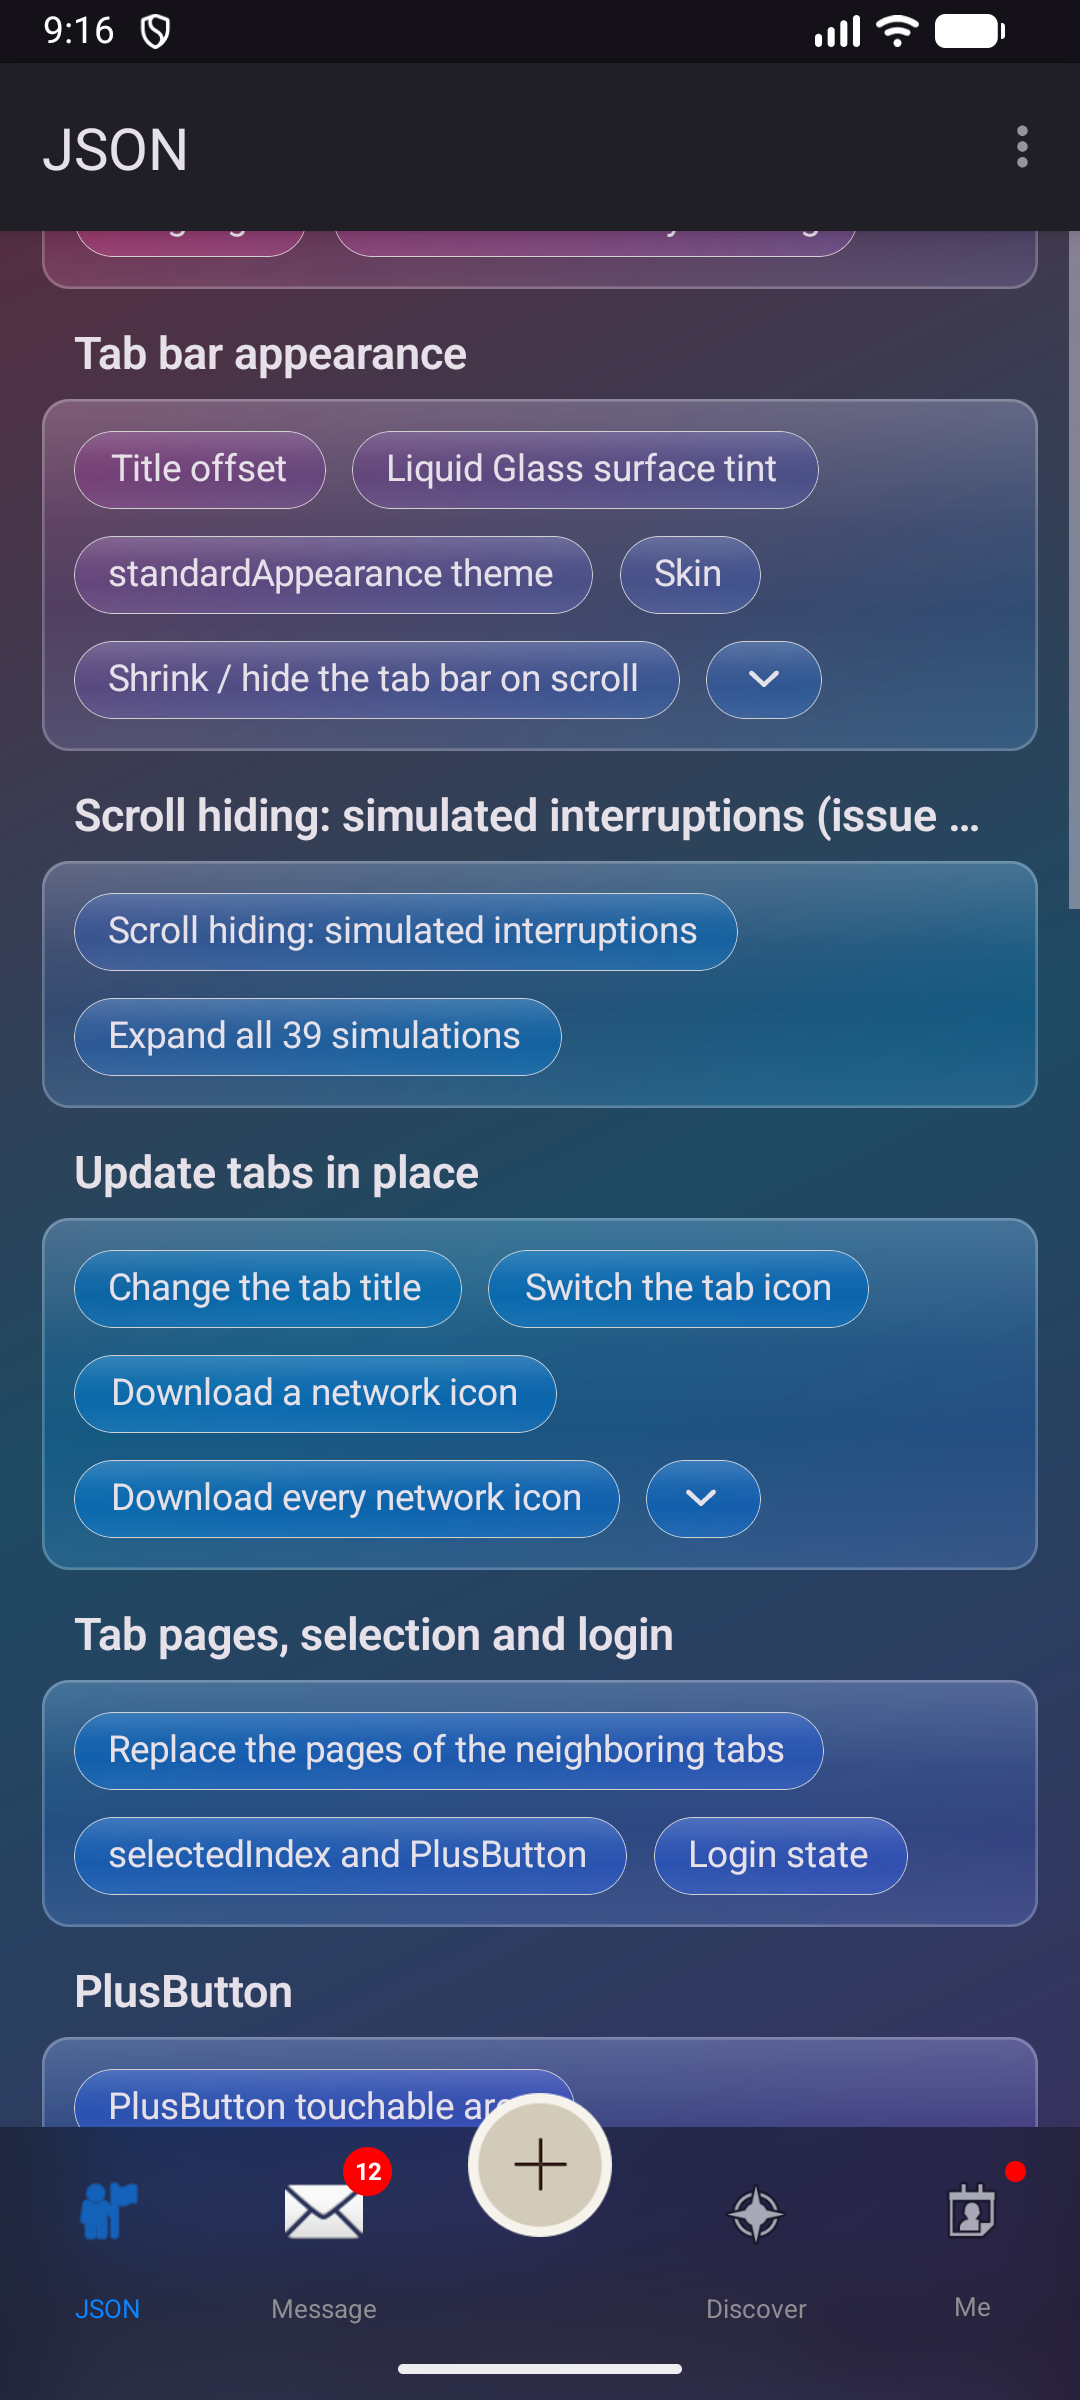 9:16
JSON
Tab bar appearance
Title offset
Liquid Glass surface tint
standardAppearance theme
Skin
Shrink / hide the tab bar on scroll
Scroll hiding: simulated interruptions (issue ...
Scroll hiding: simulated interruptions
Expand all 39 simulations
Update tabs in place
Change the tab title
Switch the tab icon
Download a network icon
Download every network icon
Tab pages, selection and login
Replace the pages of the neighboring tabs
selectedIndex and PlusButton
Login state
PlusButton
PlusButton touchable
12
JSON
Message
Discover
Me